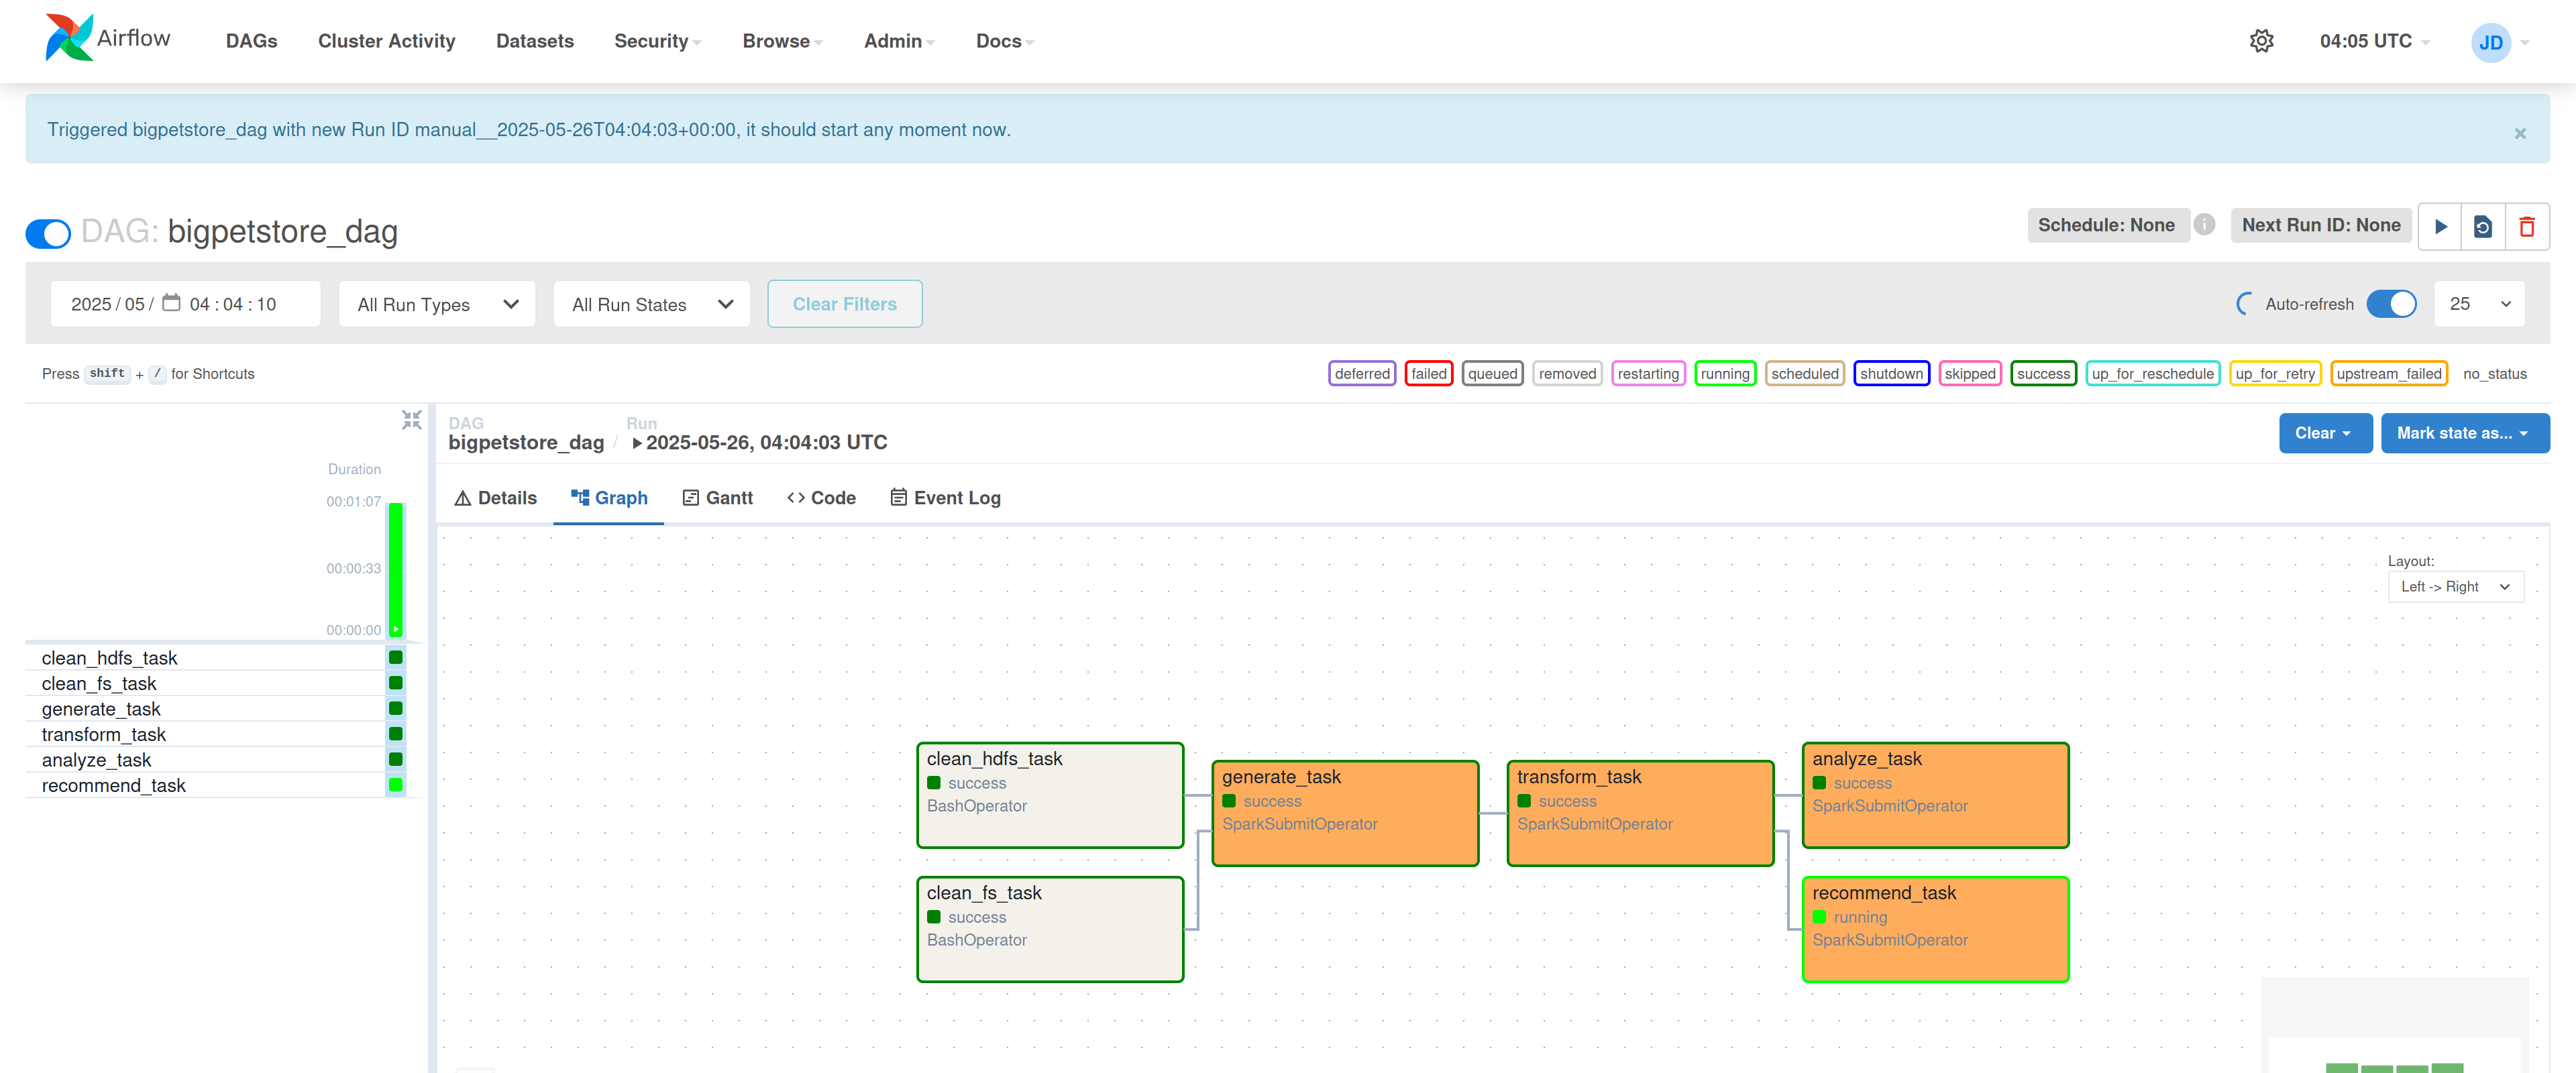 Airflow DAGs Cluster Activity Datasets Security Browse Admin Docs 04:05 UTC JD
Triggered bigpetstore_dag with new Run ID manual__2025-05-26T04:04:03+00:00, it should start any moment now. ×
DAG: bigpetstore_dag Schedule: None i Next Run ID: None
2025 / 05 / 04 : 04 : 10 All Run Types All Run States Clear Filters Auto-refresh 25
Press shift + / for Shortcuts deferred failed queued removed restarting running scheduled shutdown skipped success up_for_reschedule up_for_retry upstream_failed no_status
DAG Run
bigpetstore_dag / 2025-05-26, 04:04:03 UTC Clear Mark state as...
Details Graph Gantt Code Event Log
Duration
00:01:07
00:00:33
00:00:00
clean_hdfs_task
clean_fs_task
generate_task
transform_task
analyze_task
recommend_task
Layout:
Left -> Right
clean_hdfs_task
success
BashOperator
clean_fs_task
success
BashOperator
generate_task
success
SparkSubmitOperator
transform_task
success
SparkSubmitOperator
analyze_task
success
SparkSubmitOperator
recommend_task
running
SparkSubmitOperator